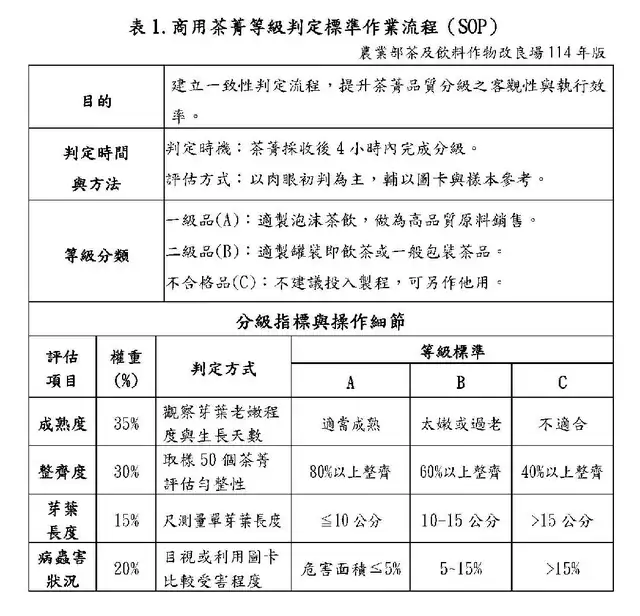 表 1.商用茶菁等級判定標準作業流程（SOP）
農業部茶及飲料作物改良場 114 年版
目的
建立一致性判定流程，提升茶菁品質分級之客觀性與執行效
率。
判定時間
與方法
判定時機：茶菁採收後 4 小時內完成分級。
評估方式：以肉眼初判為主，輔以圖卡與樣本參考。
等級分類
一級品(A)：適製泡沫茶飲，做為高品質原料銷售。
二級品(B)：適製罐裝即飲茶或一般包裝茶品。
不合格品(C)：不建議投入製程，可另作他用。
分級指標與操作細節
評估
項目
權重
(%)
判定方式
等級標準
A B C
成熟度 35% 觀察芽葉老嫩程
度與生長天數 適當成熟 太嫩或過老 不適合
整齊度 30% 取樣 50 個茶菁
評估勻整性 80%以上整齊 60%以上整齊 40%以上整齊
芽葉
長度 15% 尺測量單芽葉長度 ≦10 公分 10-15 公分 >15 公分
病蟲害
狀況 20% 目視或利用圖卡
比較受害程度 危害面積≦5% 5~15% >15%